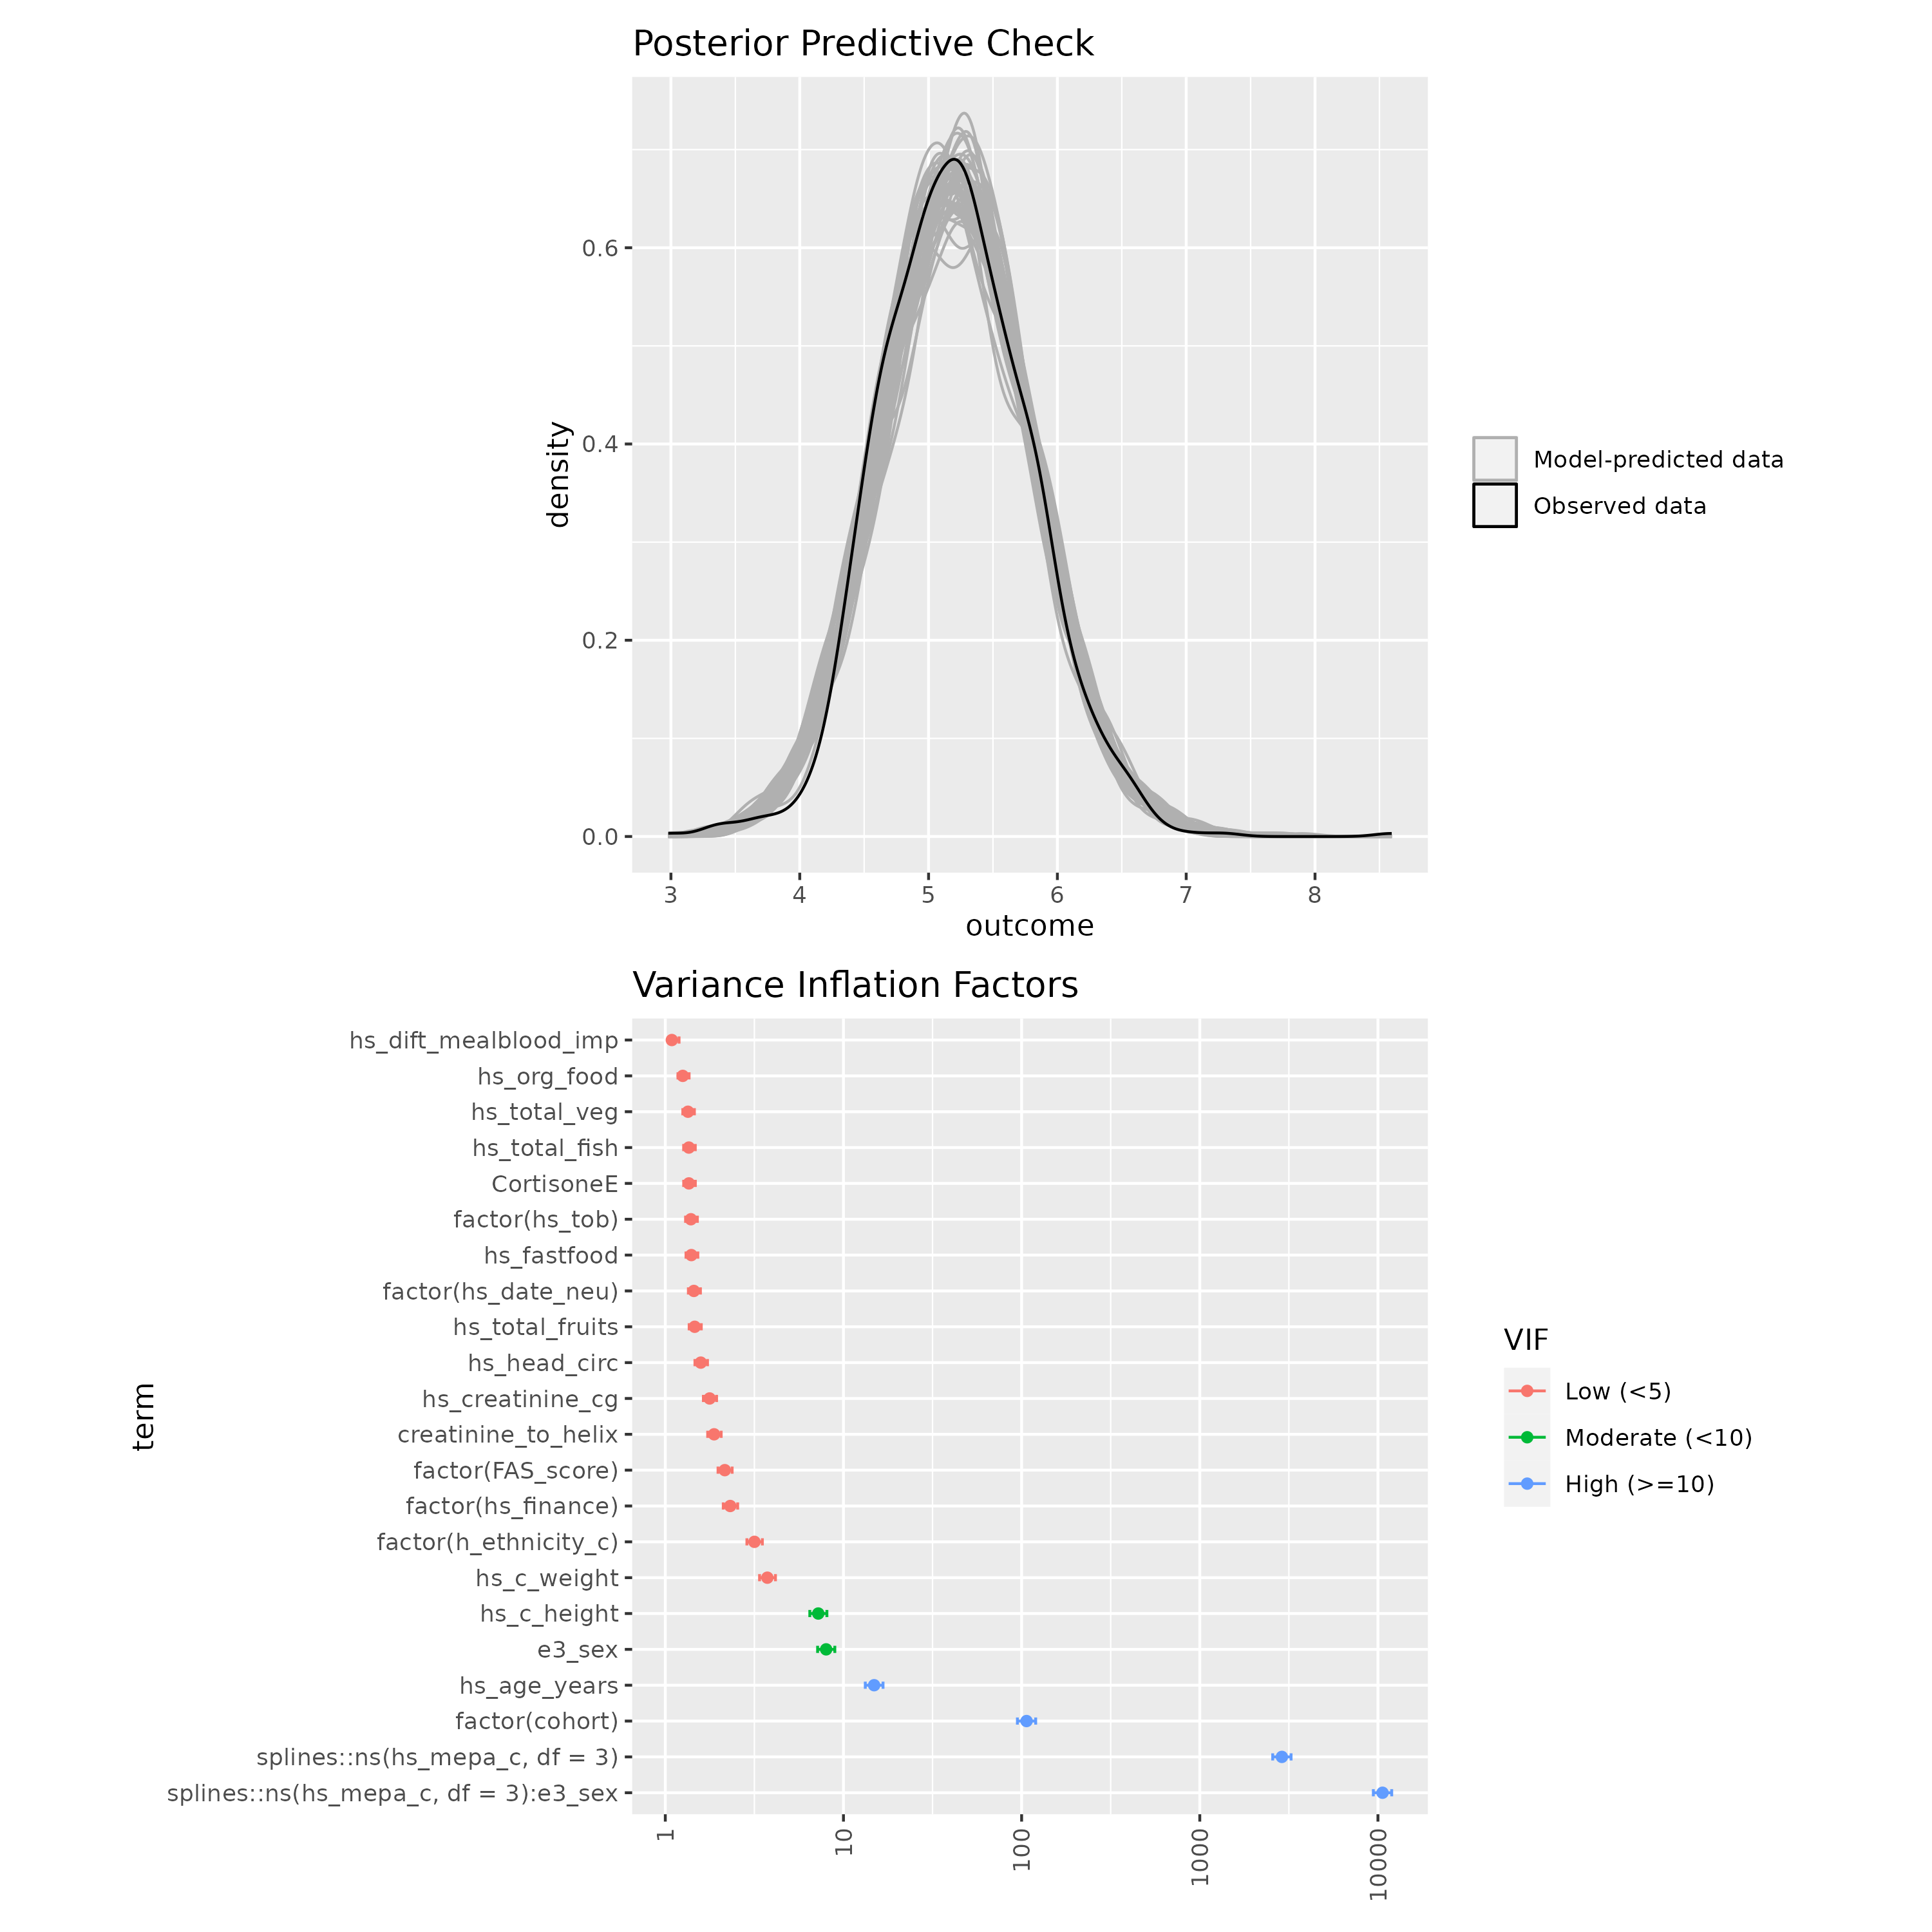 Posterior Predictive Check
density
0.6
0.4
0.2
0.0
3 4 5 6 7 8
outcome
Model-predicted data
Observed data
Variance Inflation Factors
term
hs_dift_mealblood_imp
hs_org_food
hs_total_veg
hs_total_fish
CortisoneE
factor(hs_tob)
hs_fastfood
factor(hs_date_neu)
hs_total_fruits
hs_head_circ
hs_creatinine_cg
creatinine_to_helix
factor(FAS_score)
factor(hs_finance)
factor(h_ethnicity_c)
hs_c_weight
hs_c_height
e3_sex
hs_age_years
factor(cohort)
splines::ns(hs_mepa_c, df = 3)
splines::ns(hs_mepa_c, df = 3):e3_sex
1 10 100 1000 10000
VIF
Low (<5)
Moderate (<10)
High (>=10)